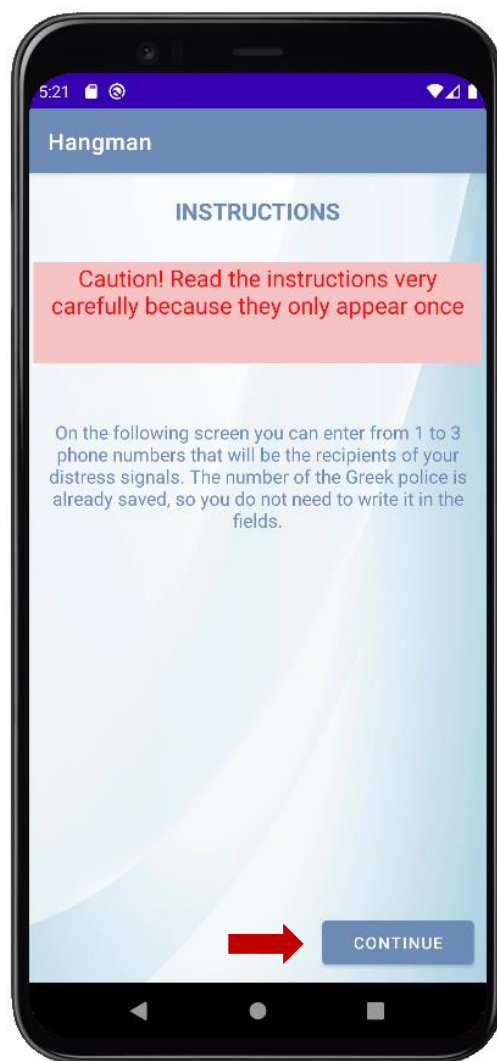 5:21
Hangman
INSTRUCTIONS
Caution! Read the instructions very
carefully because they only appear once
On the following screen you can enter from 1 to 3
phone numbers that will be the recipients of your
distress signals. The number of the Greek police is
already saved, so you do not need to write it in the
fields.
CONTINUE